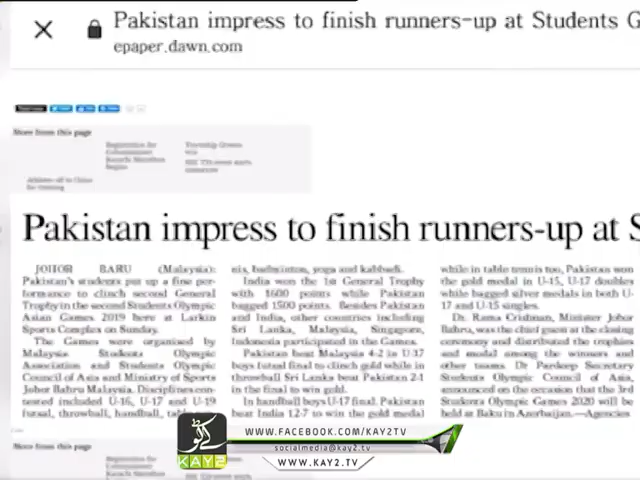 Pakistan impress to finish runners-up at Students G
epaper.dawn.com
More from this page
Pakistan impress to finish runners-up at S
JOHOR BARU (Malaysia):
Pakistan's students put up a fine per-
formance to clinch second General
Trophy in the second Students Olympic
Asian Games 2019 here at Larkin
Sports Complex on Sunday.
The Games were organised by
Malaysia Students Olympic
Association and Students Olympic
Council of Asia and Ministry of Sports
Johor Bahru Malaysia. Disciplines con-
tested included U-16, U-17 and U-19
futsal, throwball, handball,
nis, badminton, yoga and kabbadi.
India won the 1st General Trophy
with 1600 points while Pakistan
bagged 1500 points. Besides Pakistan
and India, other countries including
Sri Lanka, Malaysia, Singapore,
Indonesia participated in the Games.
Pakistan beat Malaysia 4-2 in U-17
boys futsal final to clinch gold while in
throwball Sri Lanka beat Pakistan 2-1
in the final to win gold.
In handball boys U-17 final, Pakistan
beat India 12-7 to win the gold medal
while in table tennis too, Pakistan won
the gold medal in U-15, U-17 doubles
while bagged silver medals in both U-
17 and U-15 singles.
Dr. Rama Crishnan, Minister Johor
Bahru, was the chief guest at the closing
ceremony and distributed the trophies
and medal among the winners and
other teams. Dr Pardeep Secretary
Students Olympic Council of Asia,
announced on the occasion that the 3rd
Students Olympic Games 2020 will be
held at Baku in Azerbaijan.—Agencies
More from this page
WWW.FACEBOOK.COM/KAY2TV
socialmedia@kay2.tv
WWW.KAY2.TV
KAY2